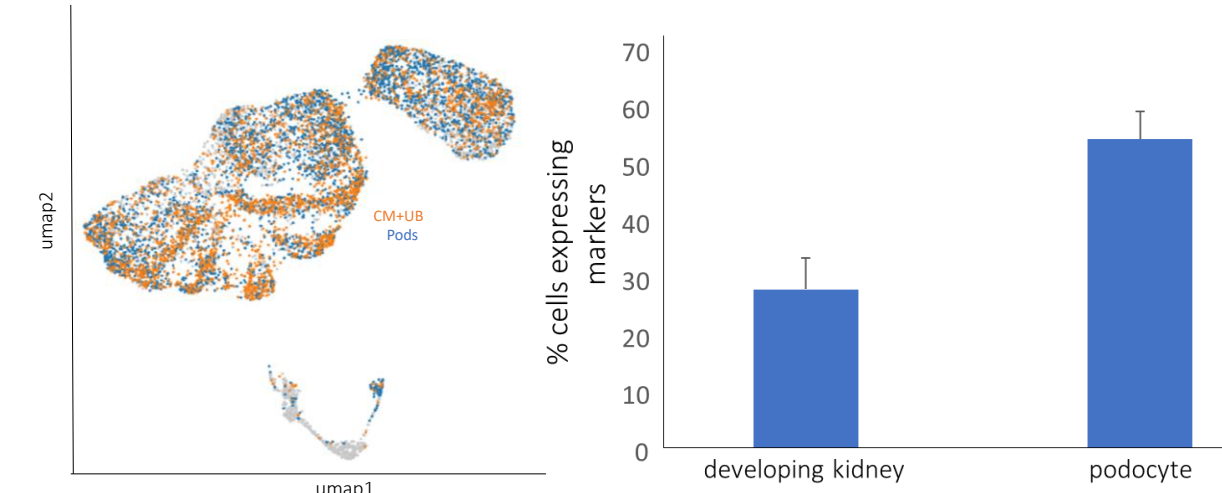 umap2
CM+UB
Pods
umap1
% cells expressing
markers
70
60
50
40
30
20
10
0
developing kidney
podocyte